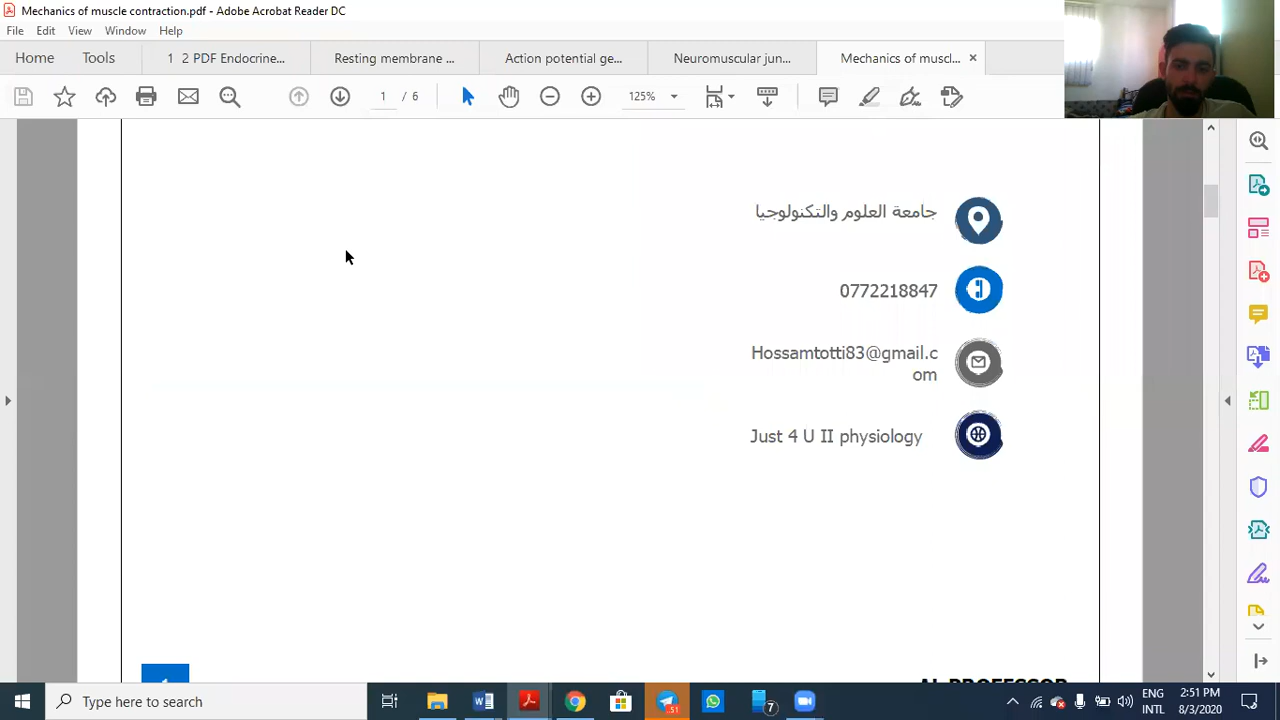 Mechanics of muscle contraction.pdf - Adobe Acrobat Reader DC
File Edit View Window Help
Home Tools 1 2 PDF Endocrine... Resting membrane ... Action potential ge... Neuromuscular jun... Mechanics of muscl... ×
1 / 6 125%
جامعة العلوم والتكنولوجيا
0772218847
Hossamtotti83@gmail.c
om
Just 4 U II physiology
Type here to search
51
7
ENG
INTL
2:51 PM
8/3/2020